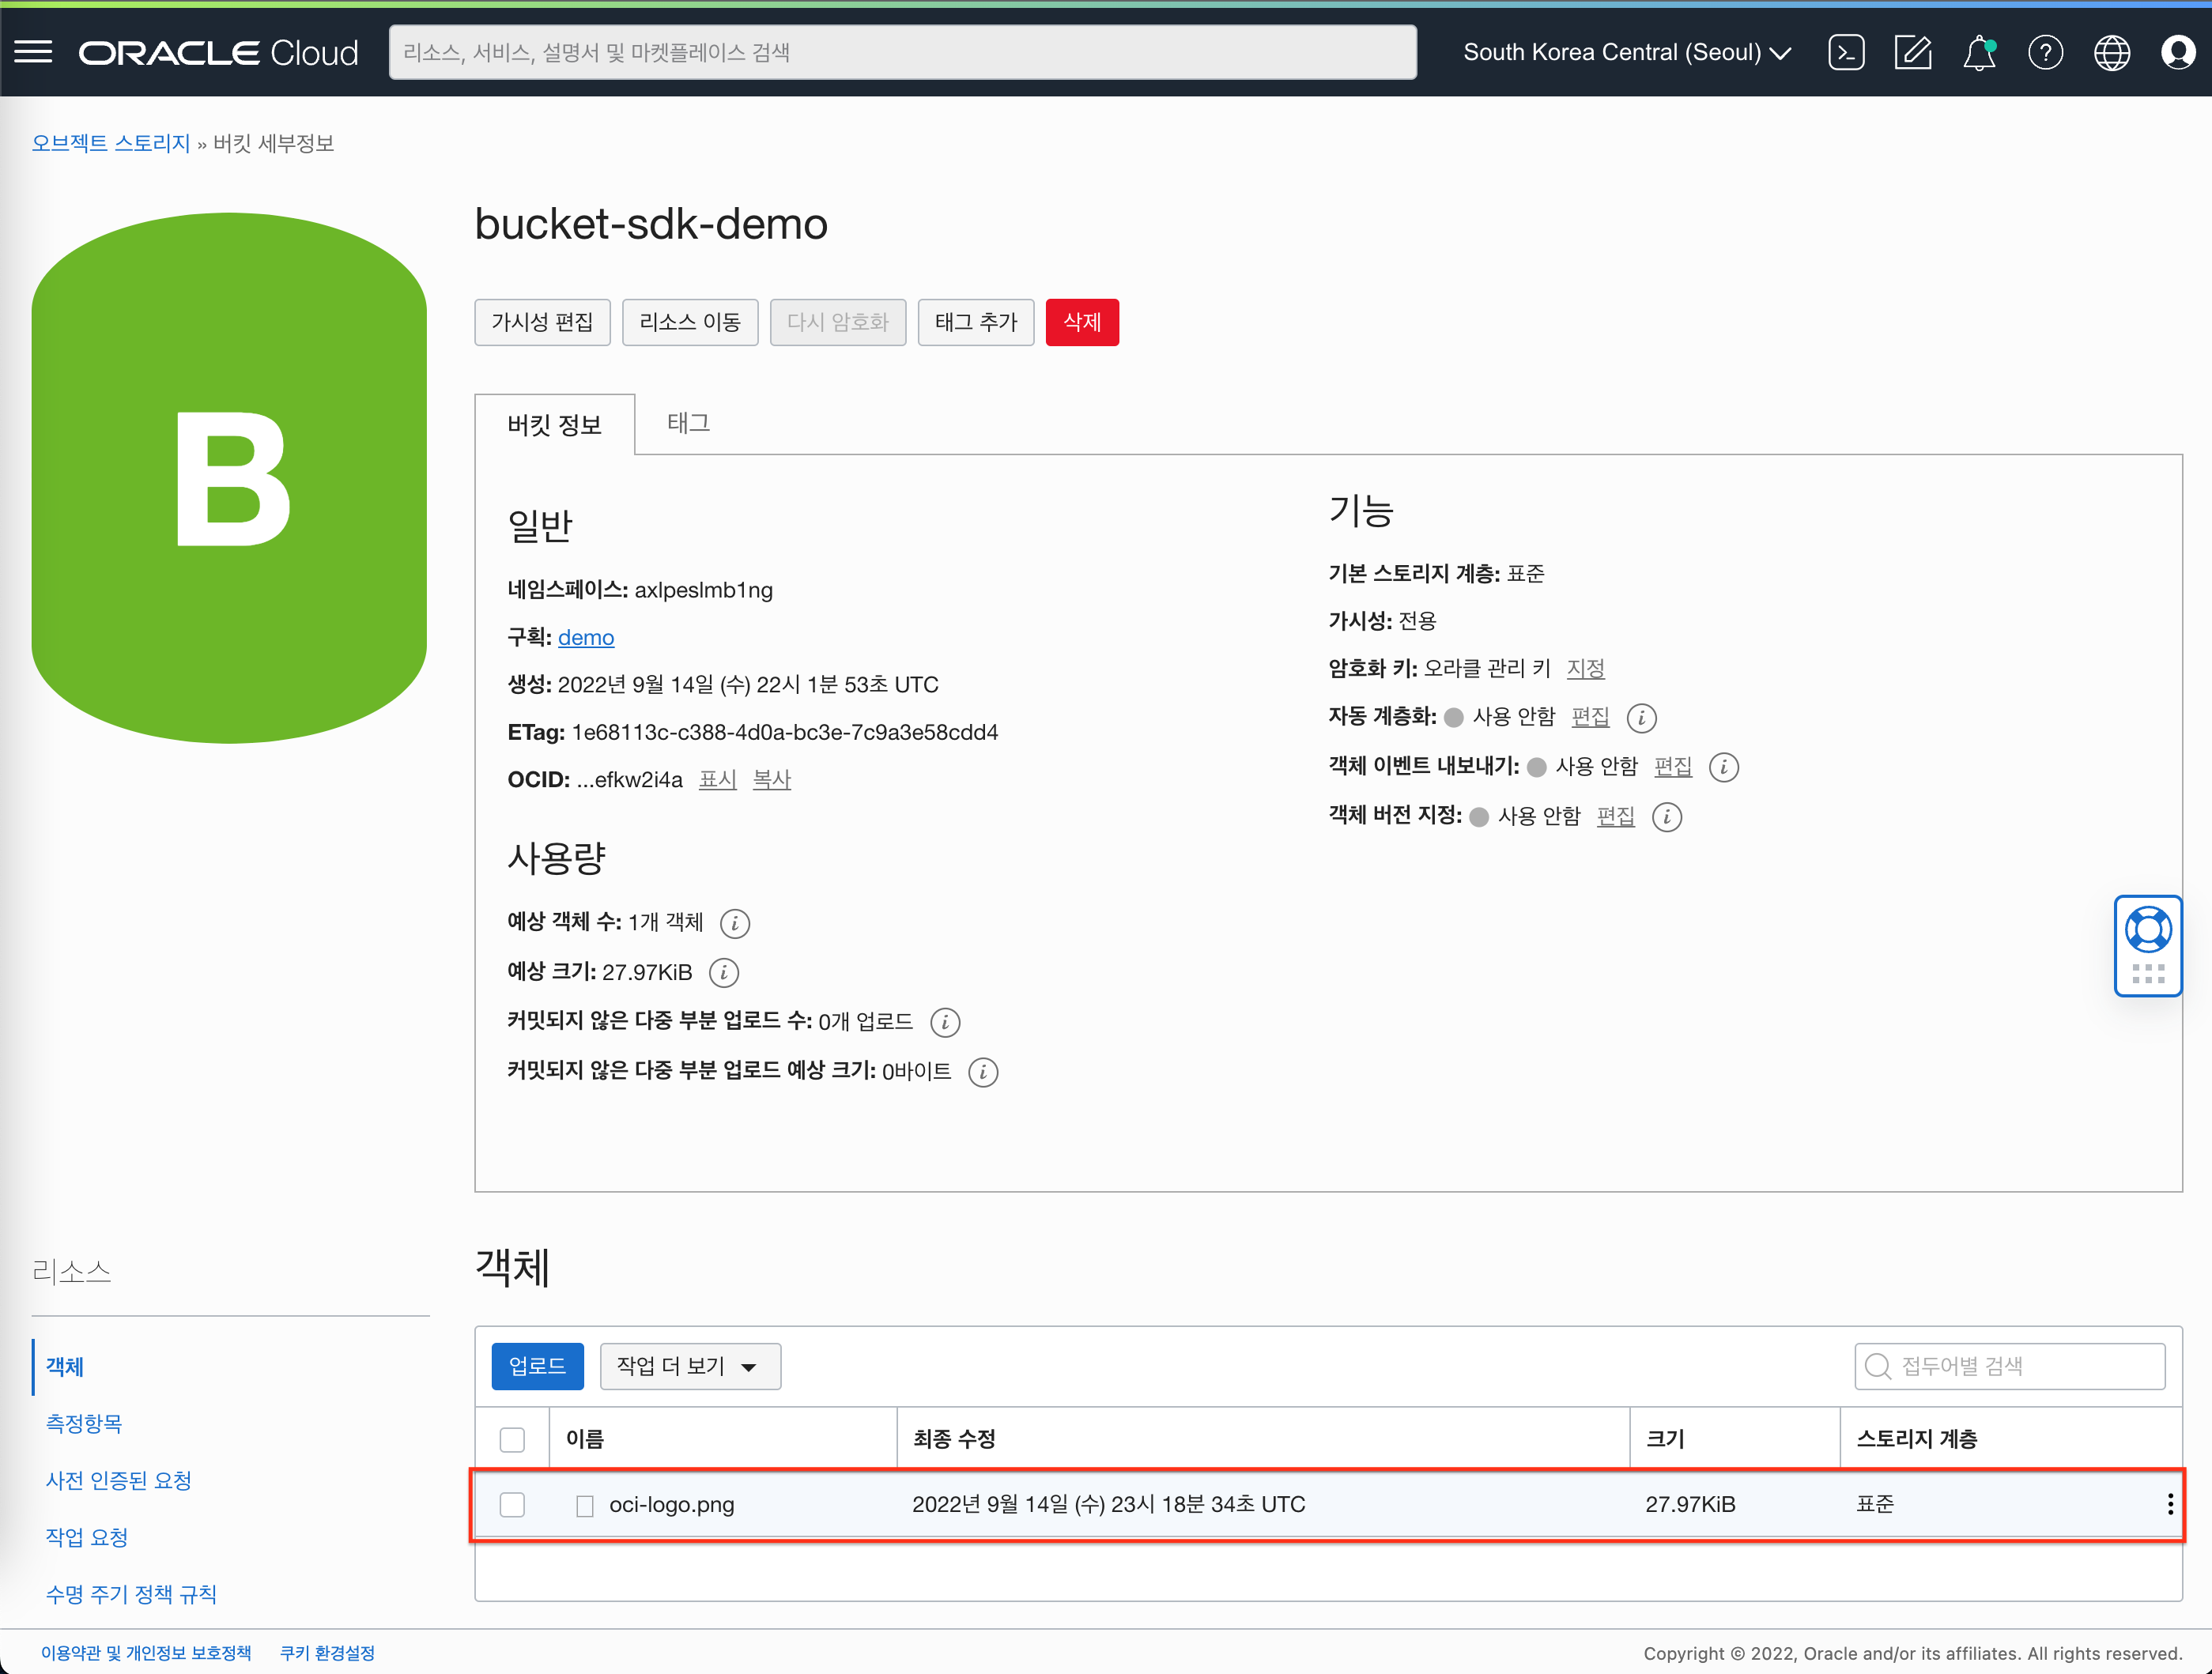 ORACLE Cloud
리소스, 서비스, 설명서 및 마켓플레이스 검색
South Korea Central (Seoul)
오브젝트 스토리지 » 버킷 세부정보
B
bucket-sdk-demo
가시성 편집
리소스 이동
다시 암호화
태그 추가
삭제
버킷 정보
태그
일반
네임스페이스: axlpeslmb1ng
구획: demo
생성: 2022년 9월 14일 (수) 22시 1분 53초 UTC
ETag: 1e68113c-c388-4d0a-bc3e-7c9a3e58cdd4
OCID: ...efkw2i4a 표시 복사
사용량
예상 객체 수: 1개 객체
예상 크기: 27.97KiB
커밋되지 않은 다중 부분 업로드 수: 0개 업로드
커밋되지 않은 다중 부분 업로드 예상 크기: 0바이트
기능
기본 스토리지 계층: 표준
가시성: 전용
암호화 키: 오라클 관리 키 지정
자동 계층화: 사용 안함 편집
객체 이벤트 내보내기: 사용 안함 편집
객체 버전 지정: 사용 안함 편집
리소스
객체
측정항목
사전 인증된 요청
작업 요청
수명 주기 정책 규칙
객체
업로드
작업 더 보기
접두어별 검색
이름 최종 수정 크기 스토리지 계층
oci-logo.png 2022년 9월 14일 (수) 23시 18분 34초 UTC 27.97KiB 표준
이용약관 및 개인정보 보호정책 쿠키 환경설정
Copyright © 2022, Oracle and/or its affiliates. All rights reserved.